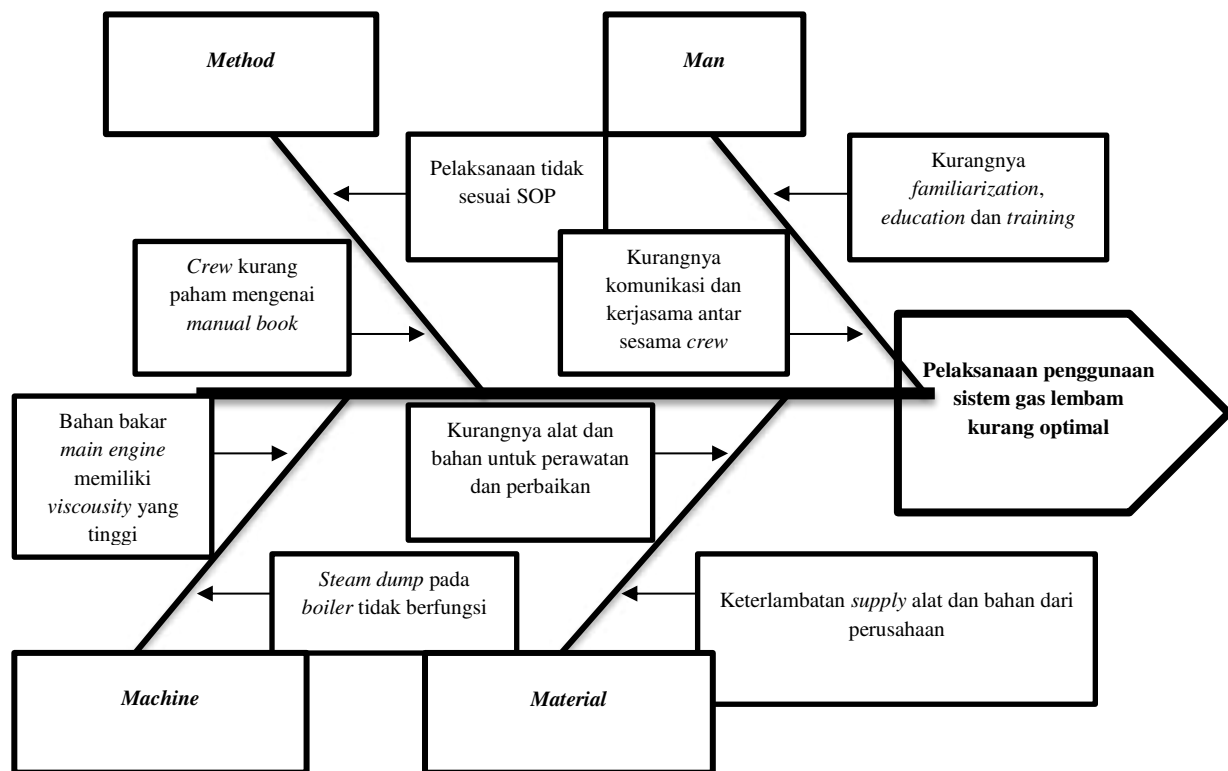 Method
Man
Pelaksanaan tidak
sesuai SOP
Kurangnya
familiarization,
education dan training
Crew kurang
paham mengenai
manual book
Kurangnya
komunikasi dan
kerjasama antar
sesama crew
Pelaksanaan penggunaan
sistem gas lembam
kurang optimal
Bahan bakar
main engine
memiliki
viscousity yang
tinggi
Kurangnya alat dan
bahan untuk perawatan
dan perbaikan
Steam dump pada
boiler tidak berfungsi
Keterlambatan supply alat dan bahan dari
perusahaan
Machine
Material